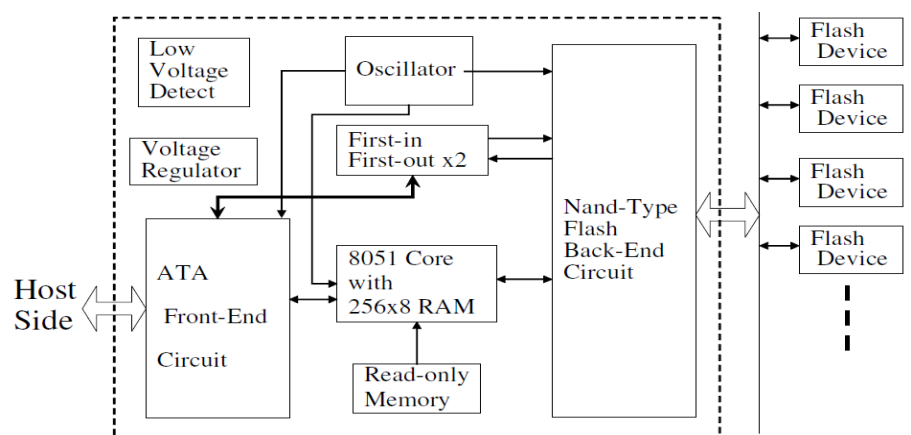 Low
Voltage
Detect
Oscillator
Voltage
Regulator
First-in
First-out x2
ATA
Front-End
Circuit
8051 Core
with
256x8 RAM
Read-only
Memory
Nand-Type
Flash
Back-End
Circuit
Host
Side
Flash
Device
Flash
Device
Flash
Device
Flash
Device